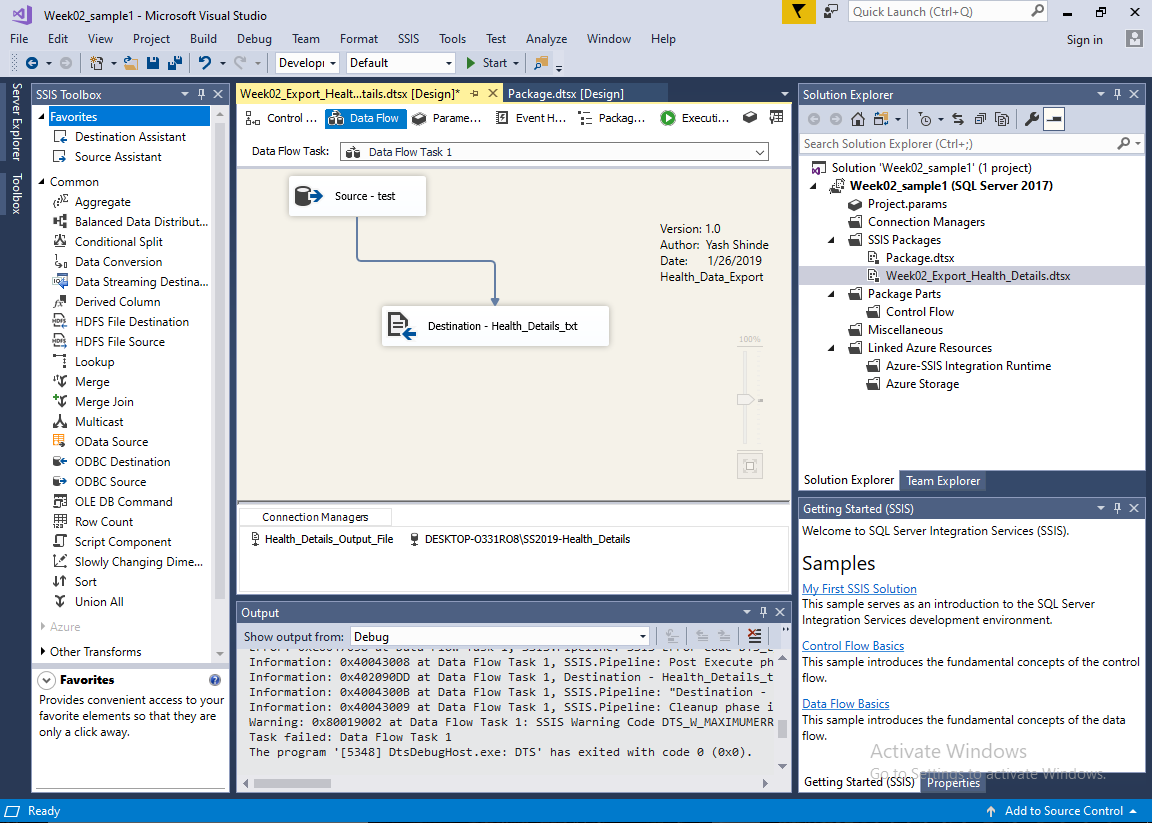 Week02_sample1 - Microsoft Visual Studio
Quick Launch (Ctrl+Q)
File Edit View Project Build Debug Team Format SSIS Tools Test Analyze Window Help
Sign in
Develop Default Start
Server Explorer
Toolbox
SSIS Toolbox
Favorites
Destination Assistant
Source Assistant
Common
Aggregate
Balanced Data Distribut...
Conditional Split
Data Conversion
Data Streaming Destina...
Derived Column
HDFS File Destination
HDFS File Source
Lookup
Merge
Merge Join
Multicast
OData Source
ODBC Destination
ODBC Source
OLE DB Command
Row Count
Script Component
Slowly Changing Dime...
Sort
Union All
Azure
Other Transforms
Favorites
Provides convenient access to your
favorite elements so that they are
only a click away.
Week02_Export_Healt...tails.dtsx [Design]*
Package.dtsx [Design]
Control ... Data Flow Parame... Event H... Packag... Executi...
Data Flow Task: Data Flow Task 1
Source - test
Version: 1.0
Author: Yash Shinde
Date: 1/26/2019
Health_Data_Export
Destination - Health_Details_txt
100%
Connection Managers
Health_Details_Output_File DESKTOP-O331RO8\SS2019-Health_Details
Output
Show output from: Debug
Information: 0x40043008 at Data Flow Task 1, SSIS.Pipeline: Post Execute ph
Information: 0x402090DD at Data Flow Task 1, Destination - Health_Details_t
Information: 0x4004300B at Data Flow Task 1, SSIS.Pipeline: "Destination -
Information: 0x40043009 at Data Flow Task 1, SSIS.Pipeline: Cleanup phase i
Warning: 0x80019002 at Data Flow Task 1: SSIS Warning Code DTS_W_MAXIMUMERR
Task failed: Data Flow Task 1
The program '[5348] DtsDebugHost.exe: DTS' has exited with code 0 (0x0).
Solution Explorer
Search Solution Explorer (Ctrl+;)
Solution 'Week02_sample1' (1 project)
Week02_sample1 (SQL Server 2017)
Project.params
Connection Managers
SSIS Packages
Package.dtsx
Week02_Export_Health_Details.dtsx
Package Parts
Control Flow
Miscellaneous
Linked Azure Resources
Azure-SSIS Integration Runtime
Azure Storage
Solution Explorer Team Explorer
Getting Started (SSIS)
Welcome to SQL Server Integration Services (SSIS).
Samples
My First SSIS Solution
This sample serves as an introduction to the SQL Server
Integration Services development environment.
Control Flow Basics
This sample introduces the fundamental concepts of the control
flow.
Data Flow Basics
This sample introduces the fundamental concepts of the data
flow.
Activate Windows
Go to Settings to activate Windows.
Getting Started (SSIS) Properties
Ready
Add to Source Control